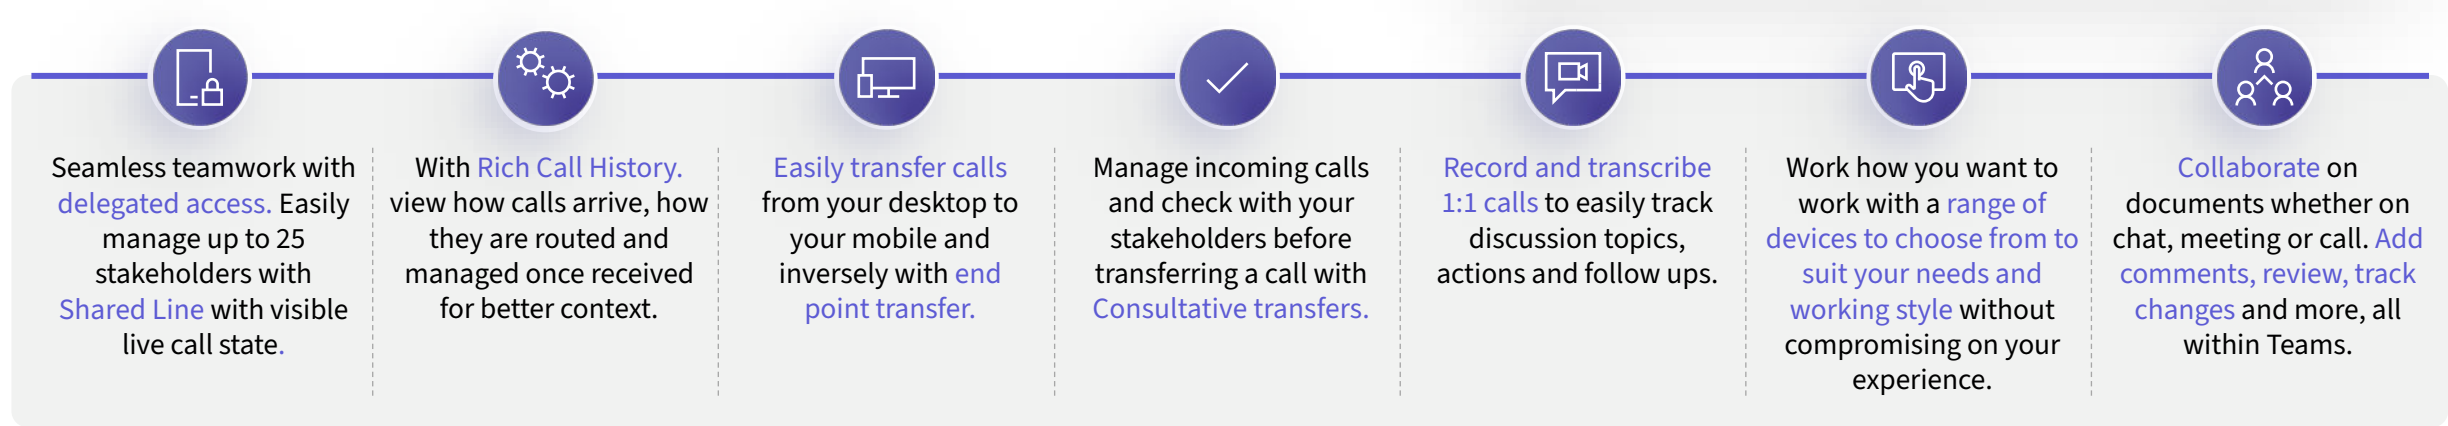 Seamless teamwork with
delegated access. Easily
manage up to 25
stakeholders with
Shared Line with visible
live call state.
With Rich Call History.
view how calls arrive, how
they are routed and
managed once received
for better context.
Easily transfer calls
from your desktop to
your mobile and
inversely with end
point transfer.
Manage incoming calls
and check with your
stakeholders before
transferring a call with
Consultative transfers.
Record and transcribe
1:1 calls to easily track
discussion topics,
actions and follow ups.
Work how you want to
work with a range of
devices to choose from to
suit your needs and
working style without
compromising on your
experience.
Collaborate on
documents whether on
chat, meeting or call. Add
comments, review, track
changes and more, all
within Teams.